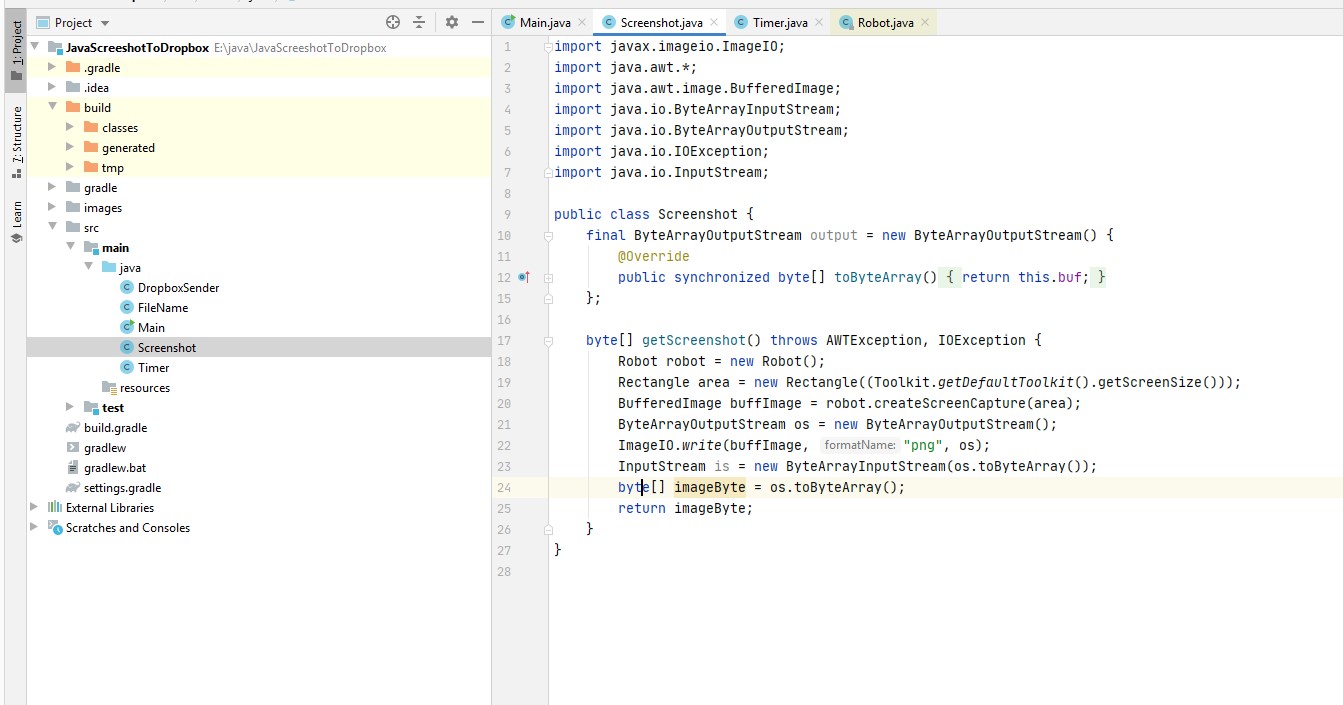 Project
Main.java
Screenshot.java
Timer.java
Robot.java
1: Project
7: Structure
Learn
JavaScreeshotToDropbox E:\java\JavaScreeshotToDropbox
.gradle
.idea
build
classes
generated
tmp
gradle
images
src
main
java
DropboxSender
FileName
Main
Screenshot
Timer
resources
test
build.gradle
gradlew
gradlew.bat
settings.gradle
External Libraries
Scratches and Consoles
1 import javax.imageio.ImageIO;
2 import java.awt.*;
3 import java.awt.image.BufferedImage;
4 import java.io.ByteArrayInputStream;
5 import java.io.ByteArrayOutputStream;
6 import java.io.IOException;
7 import java.io.InputStream;
8
9 public class Screenshot {
10 final ByteArrayOutputStream output = new ByteArrayOutputStream() {
11 @Override
12 public synchronized byte[] toByteArray() { return this.buf; }
15 };
16
17 byte[] getScreenshot() throws AWTException, IOException {
18 Robot robot = new Robot();
19 Rectangle area = new Rectangle((Toolkit.getDefaultToolkit().getScreenSize()));
20 BufferedImage buffImage = robot.createScreenCapture(area);
21 ByteArrayOutputStream os = new ByteArrayOutputStream();
22 ImageIO.write(buffImage, formatName: "png", os);
23 InputStream is = new ByteArrayInputStream(os.toByteArray());
24 byte[] imageByte = os.toByteArray();
25 return imageByte;
26 }
27 }
28